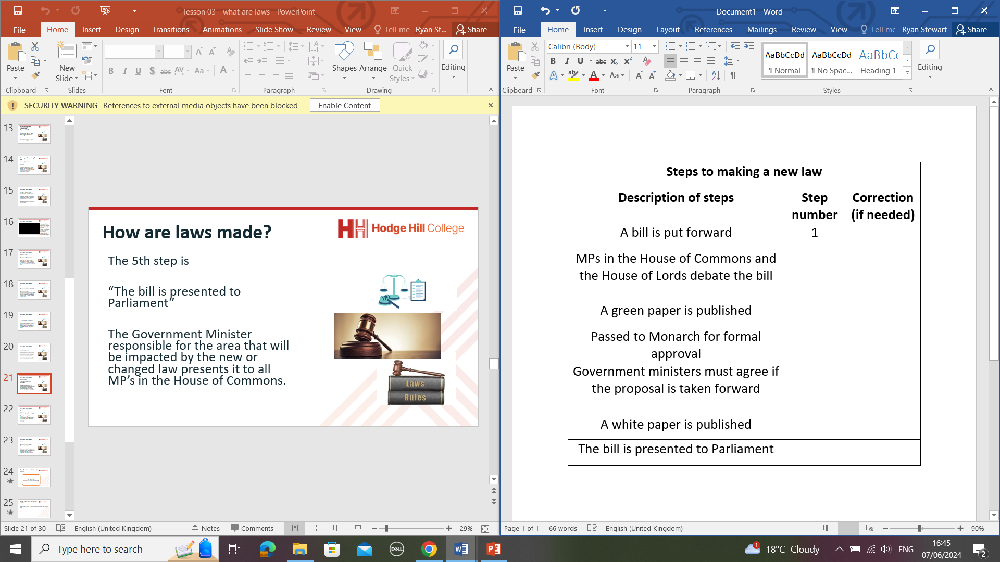 lesson 03 - what are laws - PowerPoint
File Home Insert Design Transitions Animations Slide Show Review View Tell me Ryan St... Share
Paste
New
Slide
Shapes Arrange Quick
Styles
Editing
Clipboard Slides Font Paragraph Drawing
SECURITY WARNING References to external media objects have been blocked Enable Content
13
14
15
16
17
18
19
20
21
22
23
24
25
How are laws made?
Hodge Hill College
The 5th step is
“The bill is presented to
Parliament”
The Government Minister
responsible for the area that will
be impacted by the new or
changed law presents it to all
MP’s in the House of Commons.
Laws
Rules
Slide 21 of 30 English (United Kingdom) Notes Comments 29%
Document1 - Word
File Home Insert Design Layout References Mailings Review View Tell me Ryan Stewart Share
Paste
Calibri (Body) 11
AaBbCcDd AaBbCcDd AaBbCc
¶ Normal ¶ No Spac... Heading 1
Editing
Clipboard Font Paragraph Styles
Steps to making a new law
Description of steps
Step
number
Correction
(if needed)
A bill is put forward 1
MPs in the House of Commons and
the House of Lords debate the bill
A green paper is published
Passed to Monarch for formal
approval
Government ministers must agree if
the proposal is taken forward
A white paper is published
The bill is presented to Parliament
Page 1 of 1 66 words English (United Kingdom) 90%
Type here to search
DELL
1
18°C Cloudy
ENG
16:45
07/06/2024
2